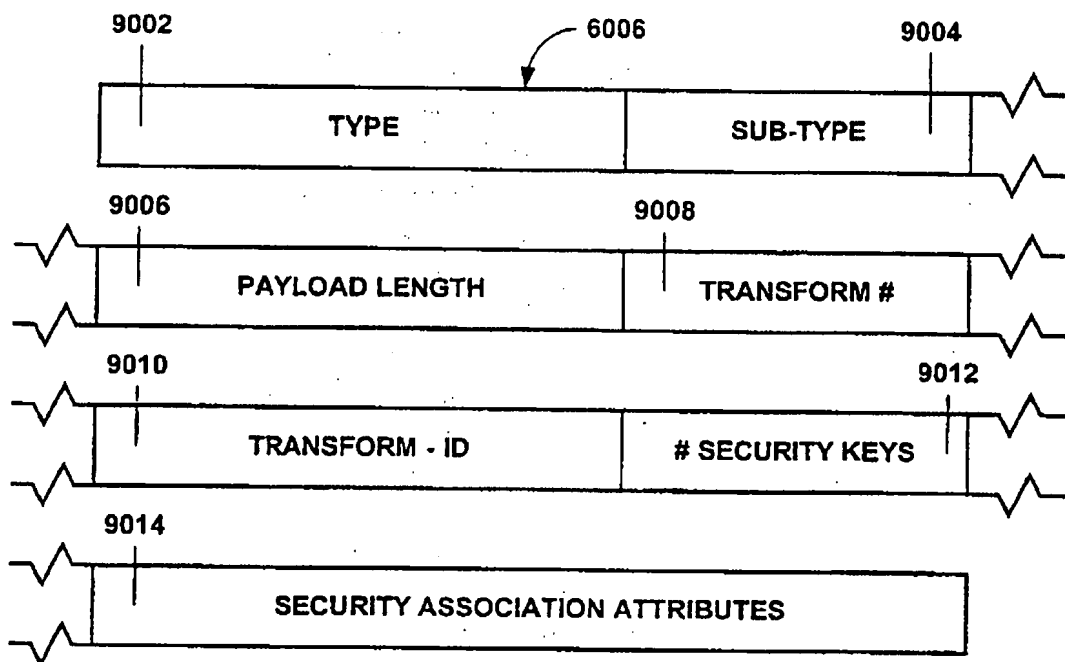 9002 6006 9004
TYPE SUB-TYPE
9006 9008
PAYLOAD LENGTH TRANSFORM #
9010 9012
TRANSFORM - ID # SECURITY KEYS
9014
SECURITY ASSOCIATION ATTRIBUTES